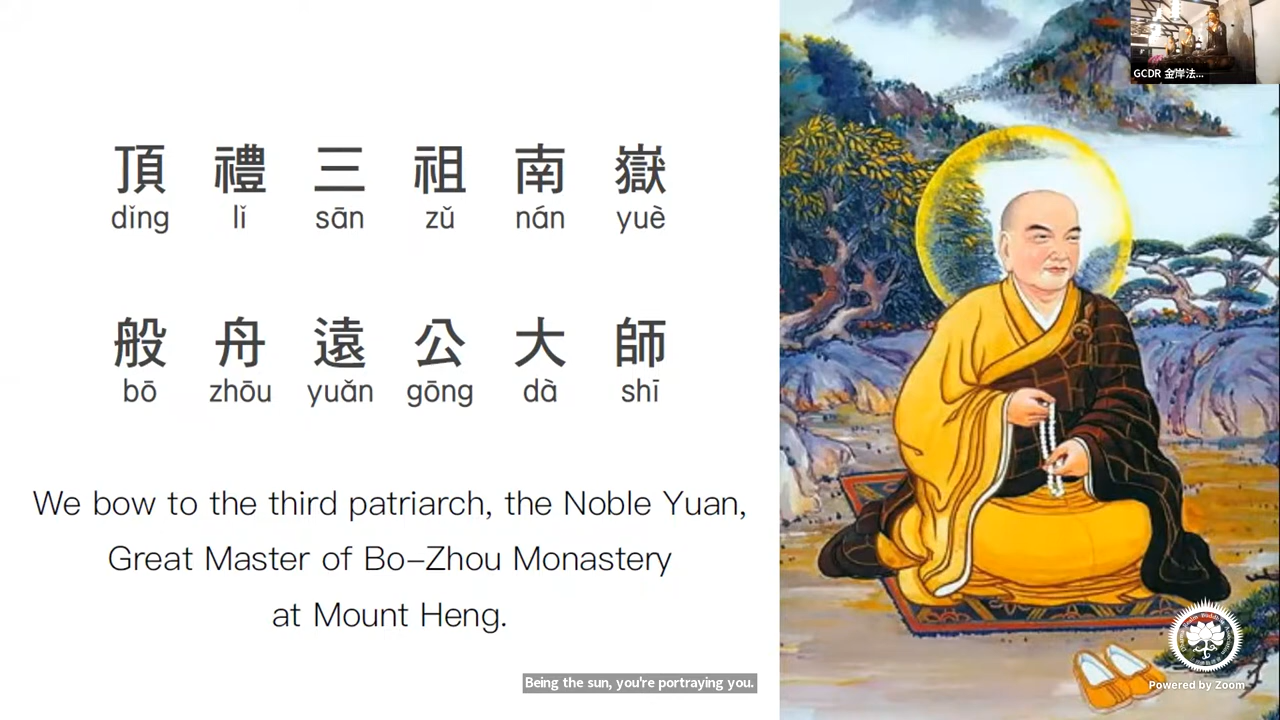 頂 禮 三 祖 南 嶽
dǐng lǐ sān zǔ nán yuè
般 舟 遠 公 大 師
bō zhōu yuǎn gōng dà shī
We bow to the third patriarch, the Noble Yuan,
Great Master of Bo–Zhou Monastery
at Mount Heng.
Being the sun, you're portraying you.
GCDR 金岸法...
Powered by Zoom